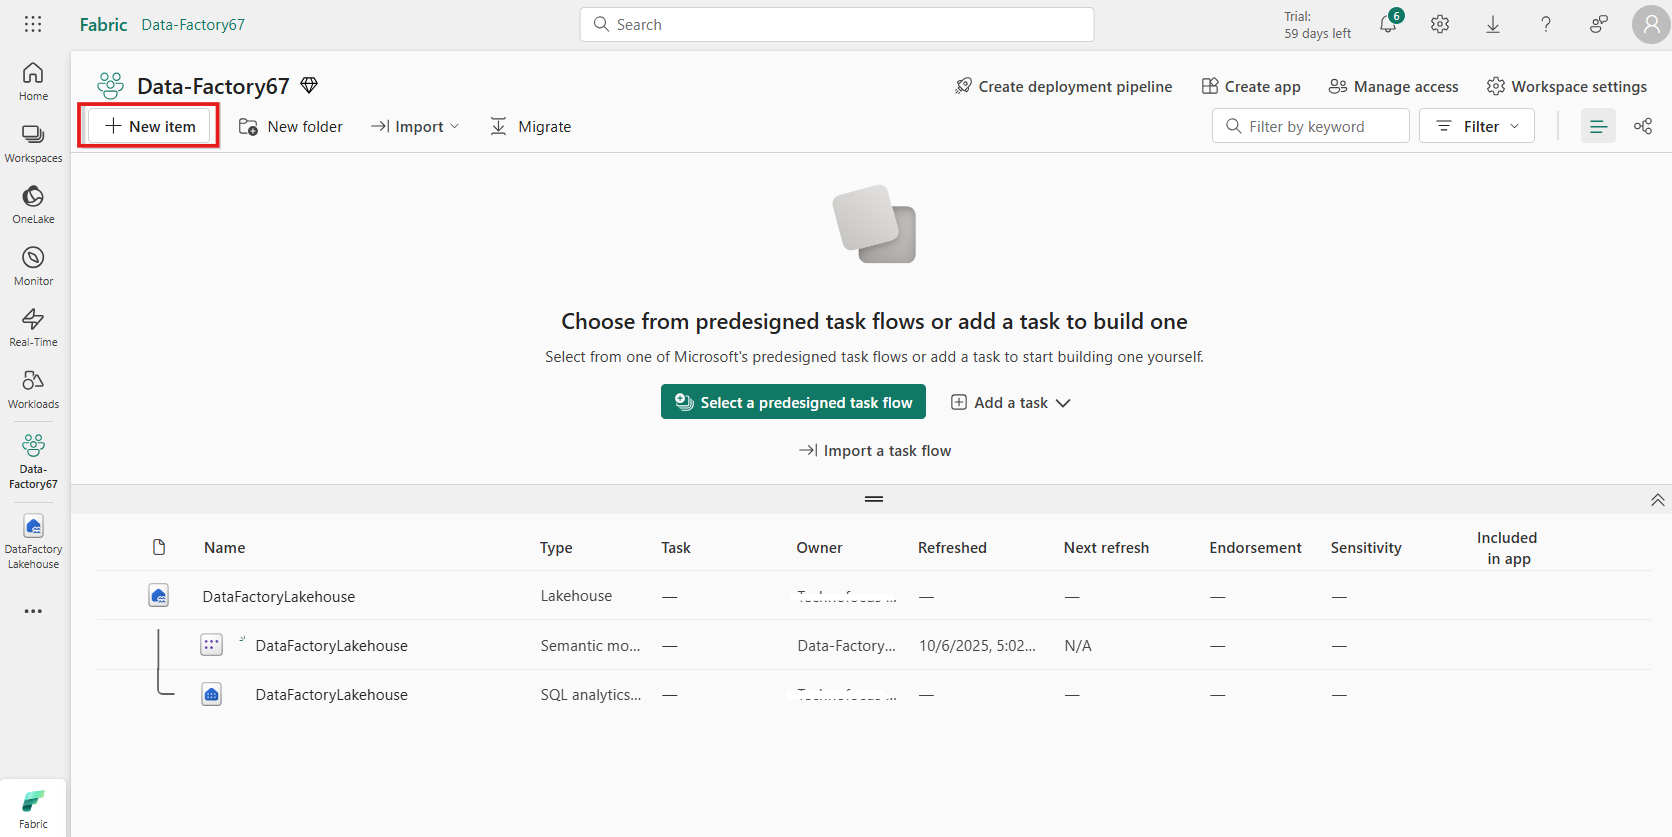 Fabric Data-Factory67
Search
Trial:
59 days left
6
Home
Workspaces
OneLake
Monitor
Real-Time
Workloads
Data-
Factory67
DataFactory
Lakehouse
Fabric
Data-Factory67
Create deployment pipeline
Create app
Manage access
Workspace settings
New item
New folder
Import
Migrate
Filter by keyword
Filter
Choose from predesigned task flows or add a task to build one
Select from one of Microsoft's predesigned task flows or add a task to start building one yourself.
Select a predesigned task flow
Add a task
Import a task flow
Name Type Task Owner Refreshed Next refresh Endorsement Sensitivity Included
in app
DataFactoryLakehouse Lakehouse — — — — —
DataFactoryLakehouse Semantic mo... — Data-Factory... 10/6/2025, 5:02... N/A — —
DataFactoryLakehouse SQL analytics... — — — — —